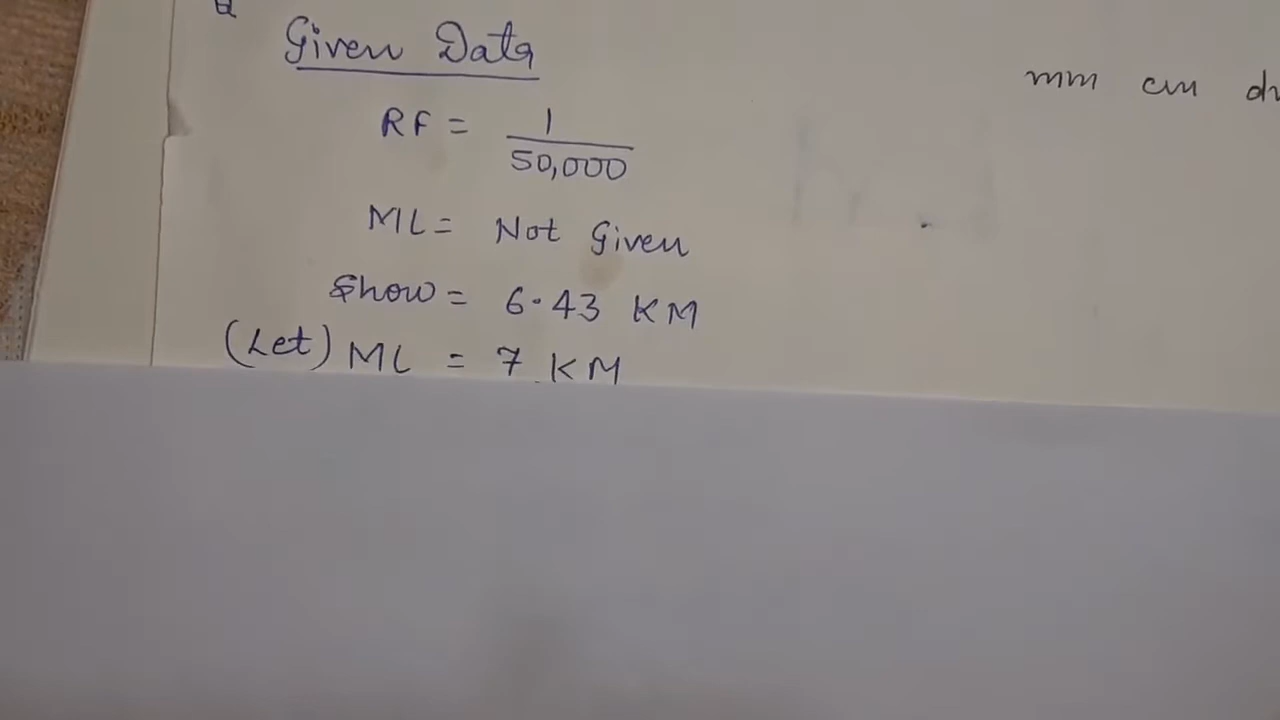 Given Data
mm cm
RF = 1/50,000
ML = Not Given
Show = 6.43 KM
(Let) ML = 7 KM